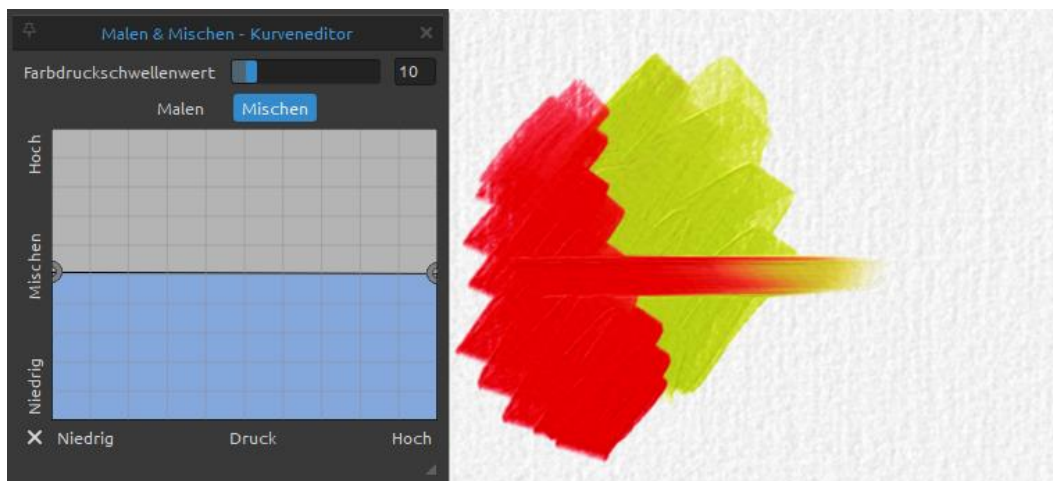 Malen & Mischen - Kurveneditor
Farbdruckschwellenwert 10
Malen Mischen
Hoch
Mischen
Niedrig
Niedrig Druck Hoch